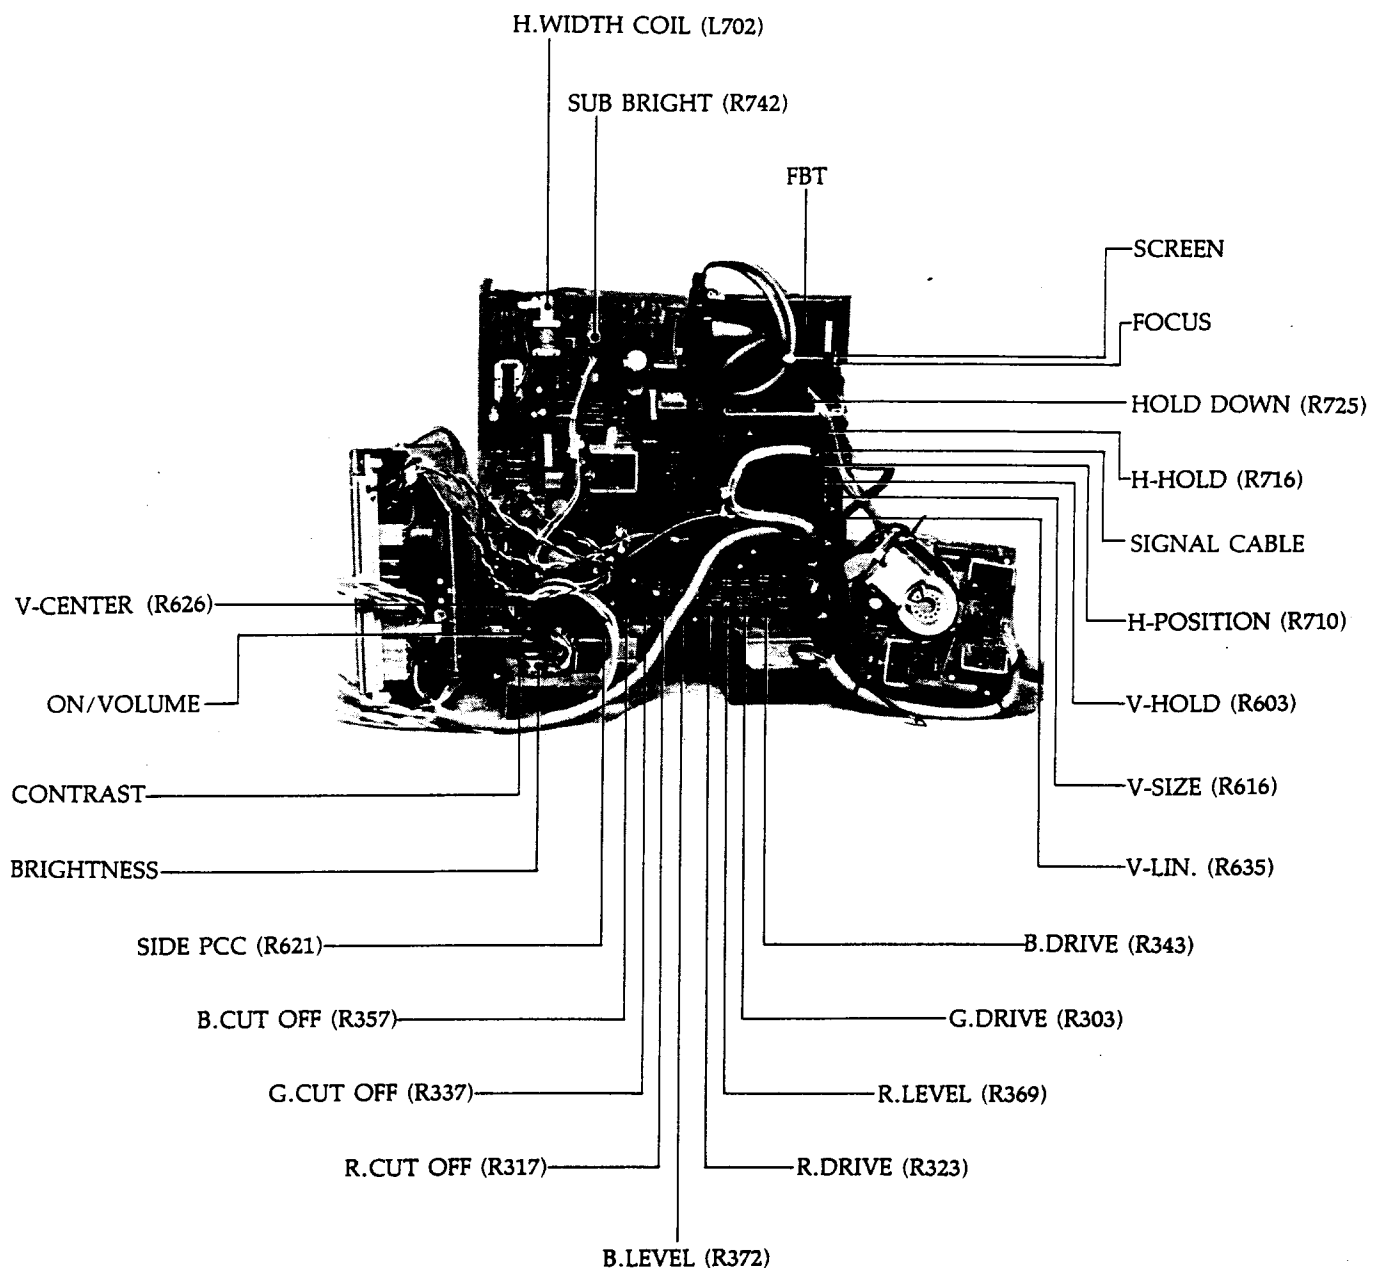 H.WIDTH COIL (L702)
SUB BRIGHT (R742)
FBT
SCREEN
FOCUS
HOLD DOWN (R725)
H-HOLD (R716)
SIGNAL CABLE
V-CENTER (R626)
H-POSITION (R710)
ON/VOLUME
V-HOLD (R603)
CONTRAST
V-SIZE (R616)
BRIGHTNESS
V-LIN. (R635)
SIDE PCC (R621)
B.DRIVE (R343)
B.CUT OFF (R357)
G.DRIVE (R303)
G.CUT OFF (R337)
R.LEVEL (R369)
R.CUT OFF (R317)
R.DRIVE (R323)
B.LEVEL (R372)